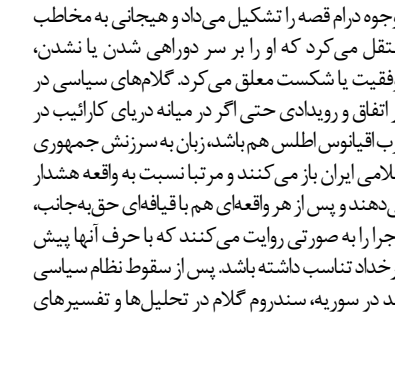 وجوه درام قصه را تشکیل می‌داد و هیجانی به مخاطب
نتقل می‌کرد که او را بر سر دوراهی شدن یا نشدن،
وفقیت یا شکست معلق می‌کرد. گلام‌های سیاسی در
اتفاق و رویدادی حتی اگر در میانه دریای کارائیب در
رب اقیانوس اطلس هم باشد، زبان به سرزنش جمهوری
لامی ایران باز می‌کنند و مرتبا نسبت به واقعه هشدار
ی‌دهند و پس از هر واقعه‌ای هم با قیافه‌ای حق‌به‌جانب،
جرا را به صورتی روایت می‌کنند که با حرف آنها پیش
رخداد تناسب داشته باشد. پس از سقوط نظام سیاسی
د در سوریه، سندروم گلام در تحلیل‌ها و تفسیرهای